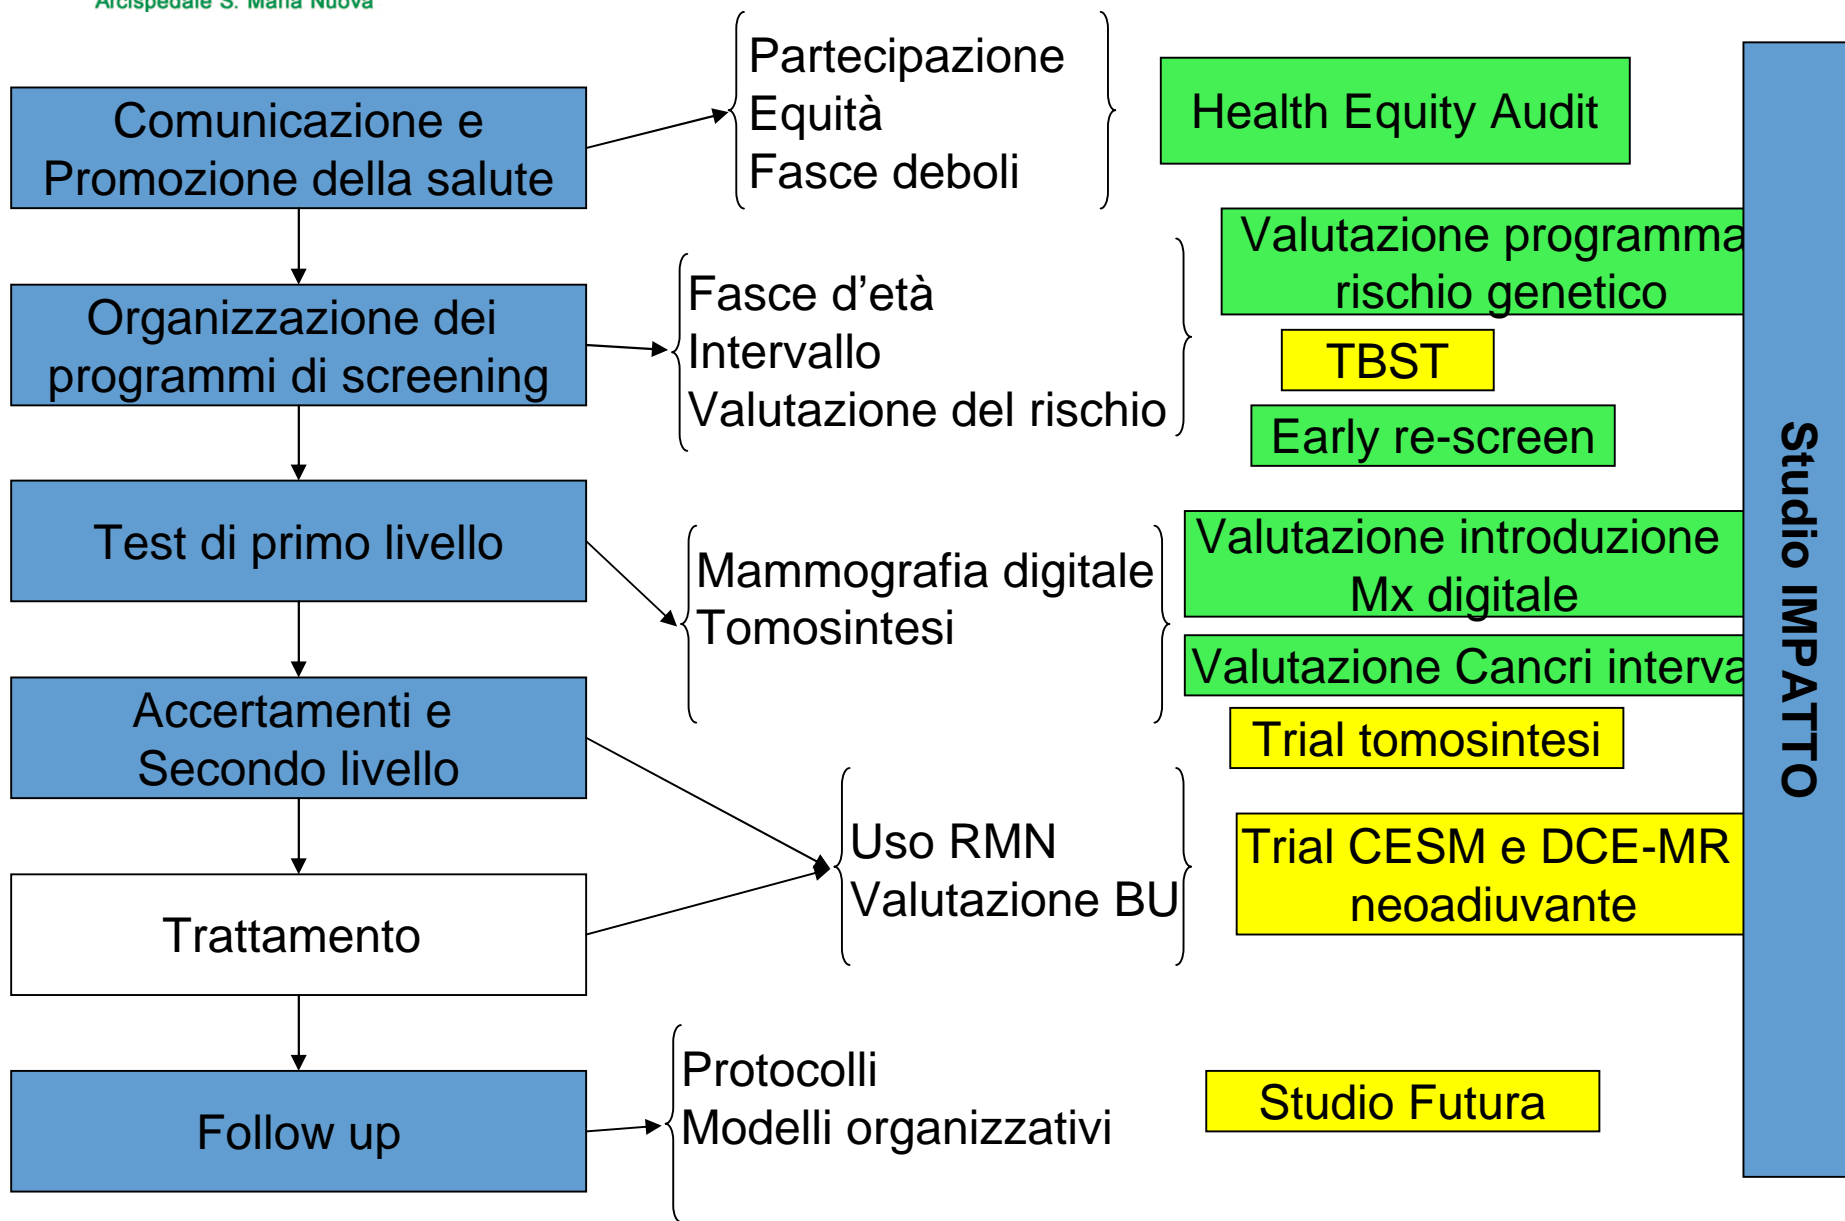 Arcispedale S. Maria Nuova
Comunicazione e
Promozione della salute
Partecipazione
Equità
Fasce deboli
Health Equity Audit
Organizzazione dei
programmi di screening
Fasce d'età
Intervallo
Valutazione del rischio
Valutazione programma
rischio genetico
TBST
Early re-screen
Test di primo livello
Mammografia digitale
Tomosintesi
Valutazione introduzione
Mx digitale
Valutazione Cancri interva
Trial tomosintesi
Accertamenti e
Secondo livello
Trattamento
Uso RMN
Valutazione BU
Trial CESM e DCE-MR
neoadiuvante
Follow up
Protocolli
Modelli organizzativi
Studio Futura
Studio IMPATTO